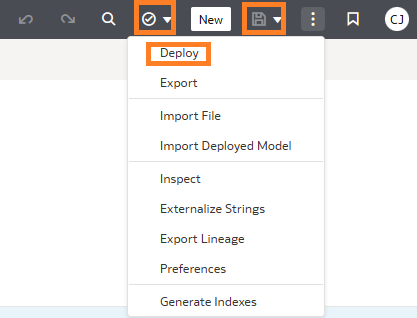 New
CJ
Deploy
Export
Import File
Import Deployed Model
Inspect
Externalize Strings
Export Lineage
Preferences
Generate Indexes